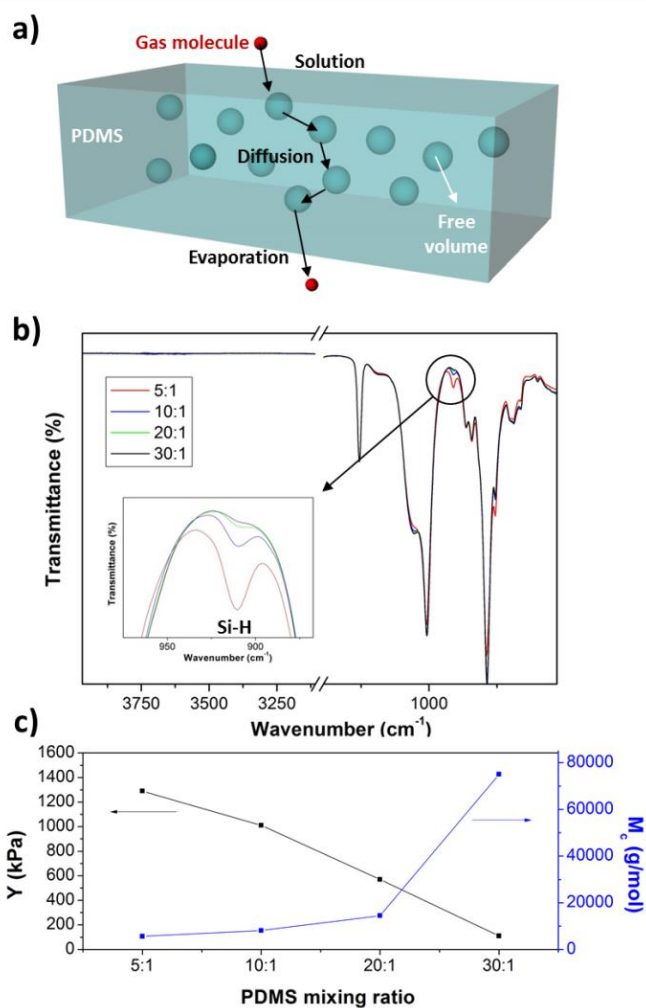 a)
Gas molecule
Solution
PDMS
Diffusion
Free
volume
Evaporation
b)
Transmittance (%)
5:1
10:1
20:1
30:1
Transmittance (%)
Si-H
950 900
Wavenumber (cm-1)
3750 3500 3250 1000
Wavenumber (cm-1)
c)
Y (kPa)
1600
1400
1200
1000
800
600
400
200
0
80000
60000
40000
20000
0
Mc (g/mol)
5:1 10:1 20:1 30:1
PDMS mixing ratio